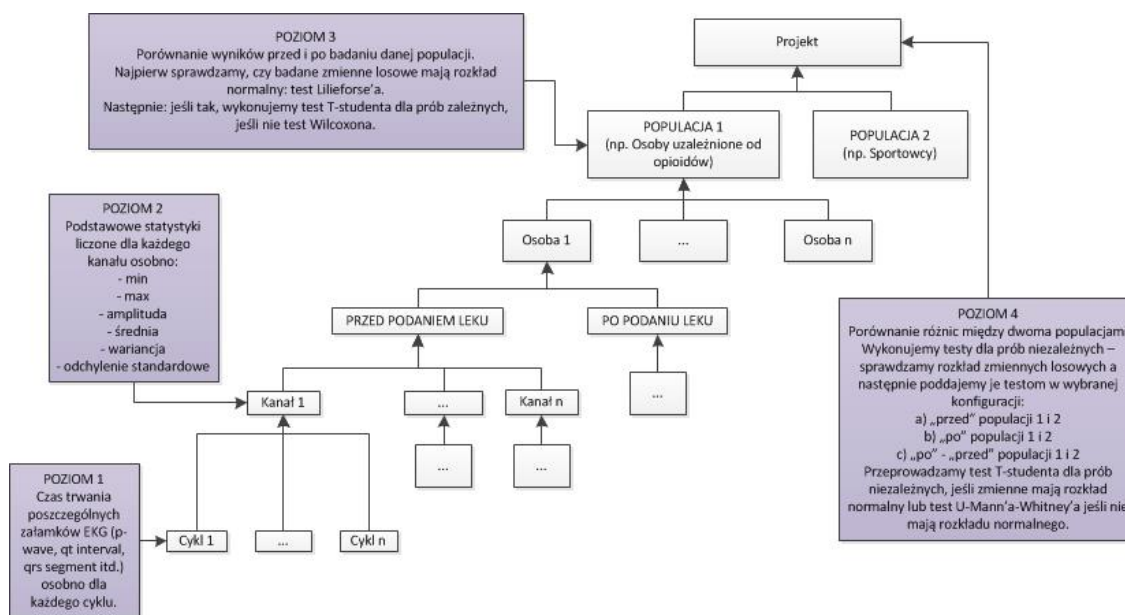 POZIOM 3
Porównanie wyników przed i po badaniu danej populacji.
Najpierw sprawdzamy, czy badane zmienne losowe mają rozkład
normalny: test Lilieforse'a.
Następnie: jeśli tak, wykonujemy test T-studenta dla prób zależnych,
jeśli nie test Wilcoxona.
Projekt
POPULACJA 1
(np. Osoby uzależnione od
opioidów)
POPULACJA 2
(np. Sportowcy)
POZIOM 2
Podstawowe statystyki
liczone dla każdego
kanału osobno:
- min
- max
- amplituda
- średnia
- wariancja
- odchylenie standardowe
Osoba 1
...
Osoba n
PRZED PODANIEM LEKU
PO PODANIU LEKU
Kanał 1
...
Kanał n
...
...
...
POZIOM 4
Porównanie różnic między dwoma populacjami
Wykonujemy testy dla prób niezależnych –
sprawdzamy rozkład zmiennych losowych a
następnie poddajemy je testom w wybranej
konfiguracji:
a) „przed" populacji 1 i 2
b) „po" populacji 1 i 2
c) „po" - „przed" populacji 1 i 2
Przeprowadzamy test T-studenta dla prób
niezależnych, jeśli zmienne mają rozkład
normalny lub test U-Mann'a-Whitney'a jeśli nie
mają rozkładu normalnego.
POZIOM 1
Czas trwania
poszczególnych
załamków EKG (p-
wave, qt interval,
qrs segment itd.)
osobno dla
każdego cyklu.
Cykl 1
...
Cykl n